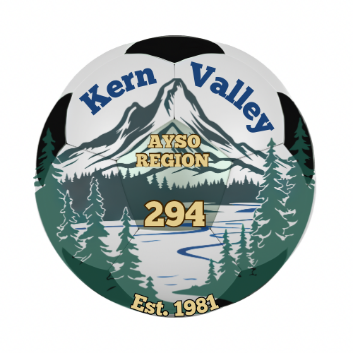 Kern Valley
AYSO
REGION
294
Est. 1981